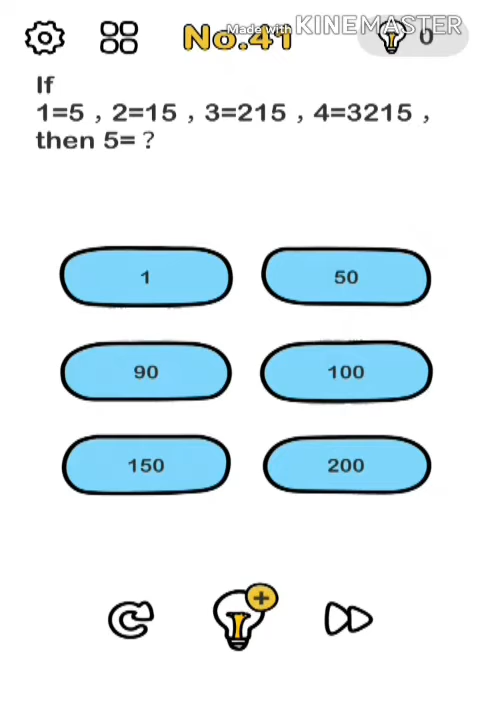 No.41
Made with KINEMASTER
0
If
1=5 , 2=15 , 3=215 , 4=3215 ,
then 5= ?
1 50
90 100
150 200